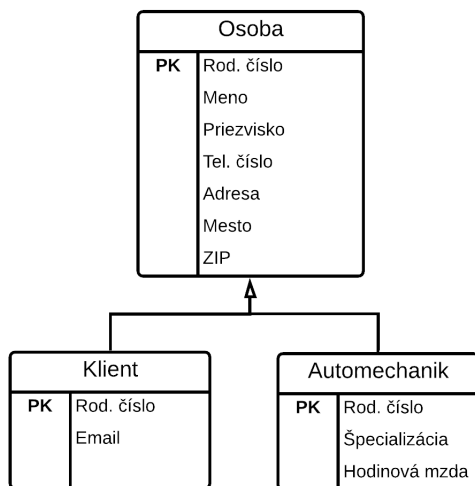 Osoba
PK Rod. číslo
Meno
Priezvisko
Tel. číslo
Adresa
Mesto
ZIP
Klient
PK Rod. číslo
Email
Automechanik
PK Rod. číslo
Špecializácia
Hodinová mzda